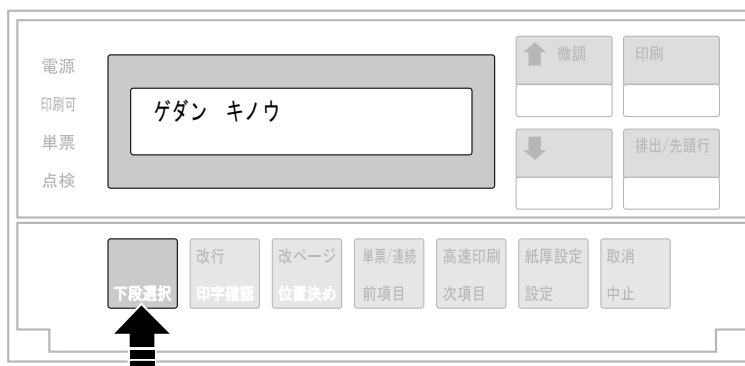 電源
印刷可
単票
点検
ゲダン キノウ
微調
印刷
排出/先頭行
下段選択
改行
印字確認
改ページ
位置決め
単票/連続
前項目
高速印刷
次項目
紙厚設定
設定
取消
中止